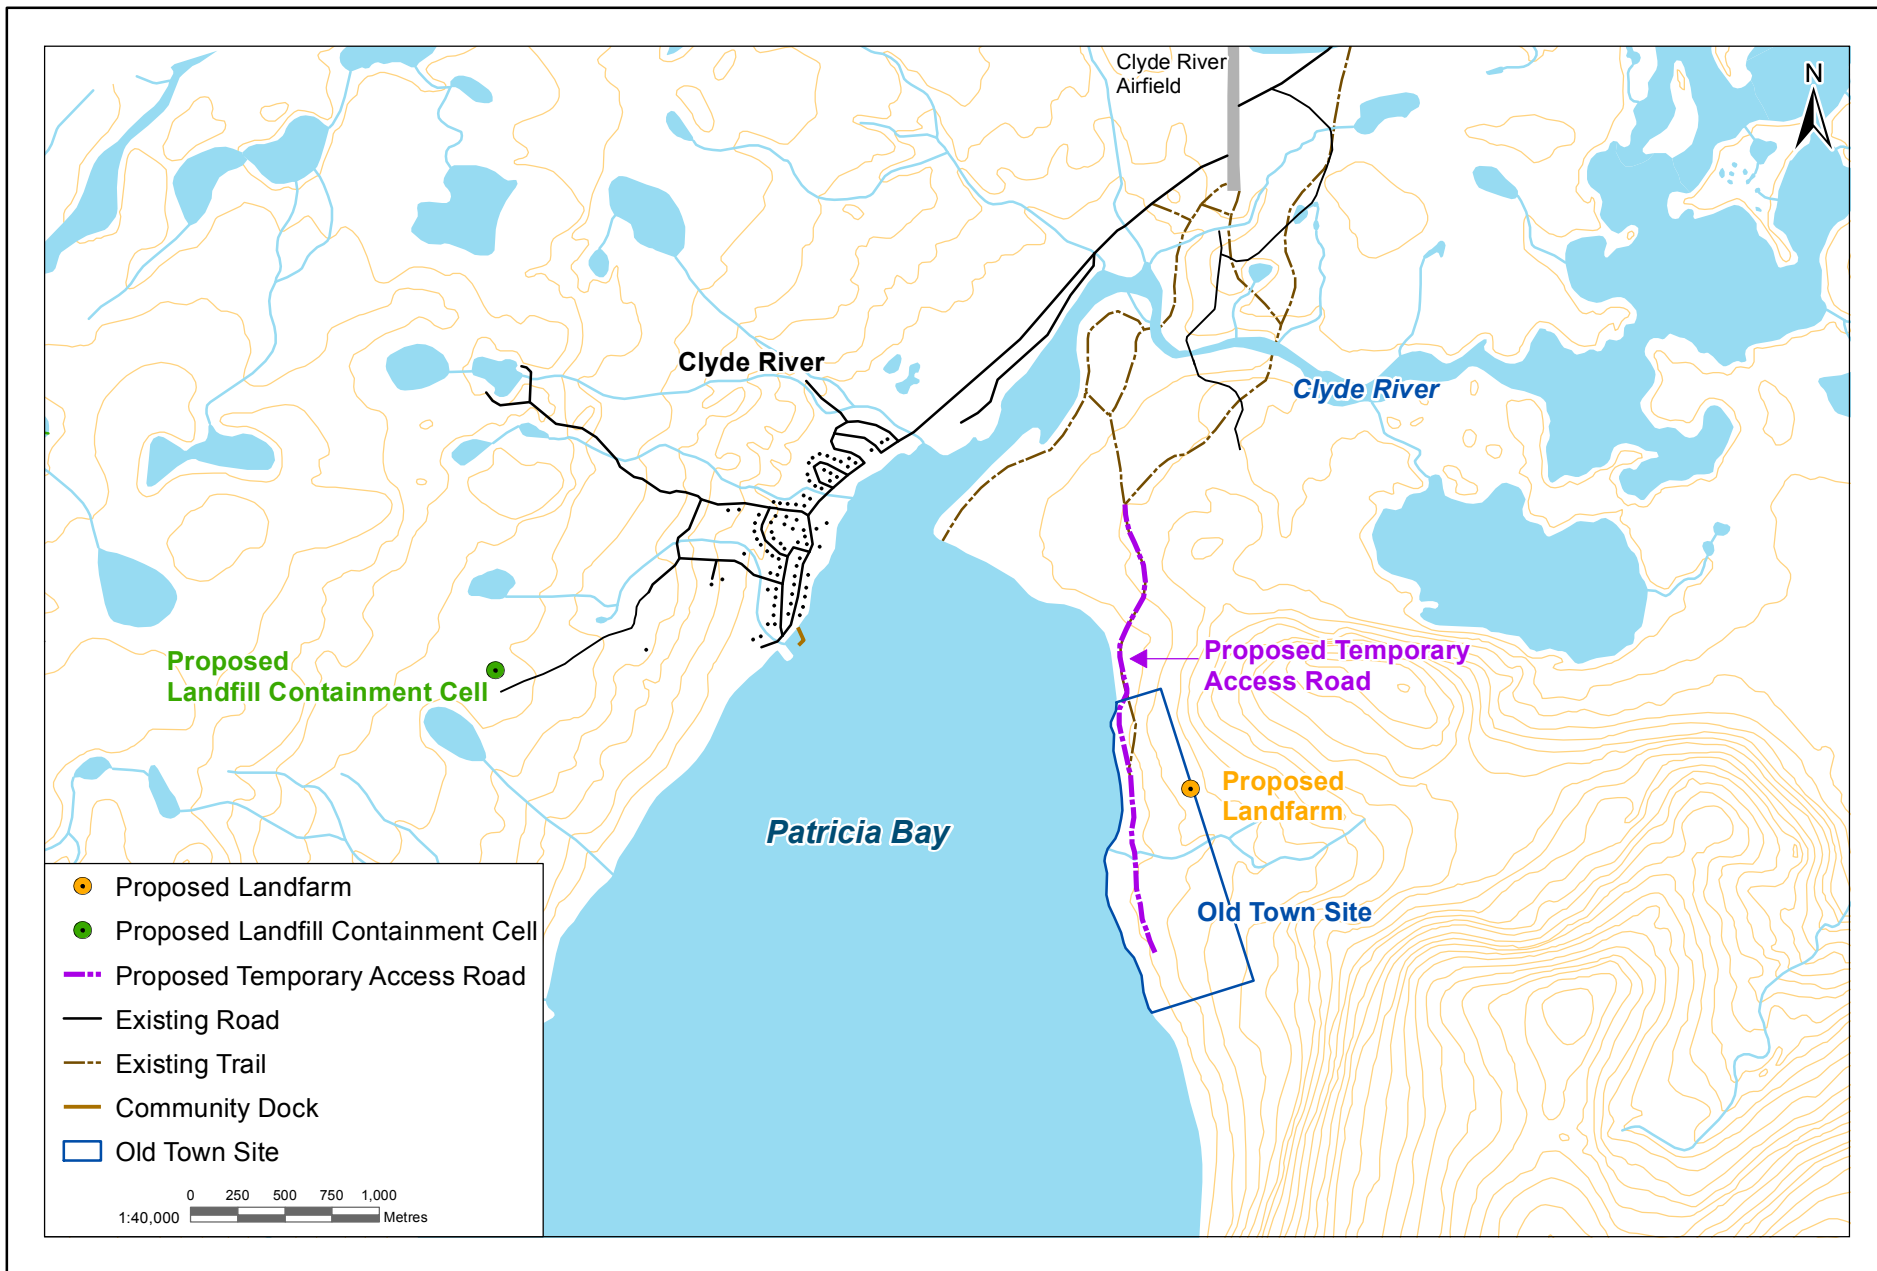 Clyde River
Airfield
N
Clyde River
Clyde River
Proposed
Landfill Containment Cell
Proposed Temporary
Access Road
Proposed
Landfarm
Patricia Bay
Old Town Site
Proposed Landfarm
Proposed Landfill Containment Cell
Proposed Temporary Access Road
Existing Road
Existing Trail
Community Dock
Old Town Site
0 250 500 750 1,000
1:40,000 Metres